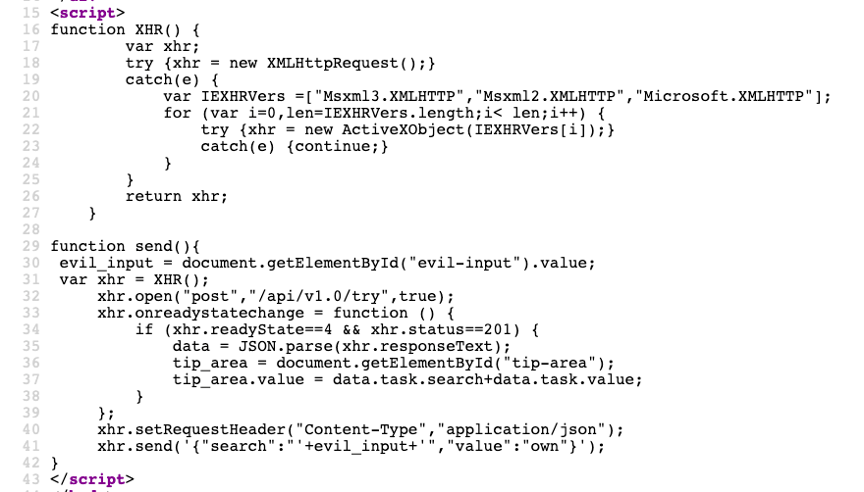 15 <script>
16 function XHR() {
17         var xhr;
18         try {xhr = new XMLHttpRequest();}
19         catch(e) {
20             var IEXHRVers =["Msxml3.XMLHTTP","Msxml2.XMLHTTP","Microsoft.XMLHTTP"];
21             for (var i=0,len=IEXHRVers.length;i< len;i++) {
22                 try {xhr = new ActiveXObject(IEXHRVers[i]);}
23                 catch(e) {continue;}
24             }
25         }
26         return xhr;
27     }
28
29 function send(){
30  evil_input = document.getElementById("evil-input").value;
31  var xhr = XHR();
32      xhr.open("post","/api/v1.0/try",true);
33      xhr.onreadystatechange = function () {
34          if (xhr.readyState==4 && xhr.status==201) {
35              data = JSON.parse(xhr.responseText);
36              tip_area = document.getElementById("tip-area");
37              tip_area.value = data.task.search+data.task.value;
38          }
39      };
40      xhr.setRequestHeader("Content-Type","application/json");
41      xhr.send('{"search":"'+evil_input+'","value":"own"}');
42 }
43 </script>